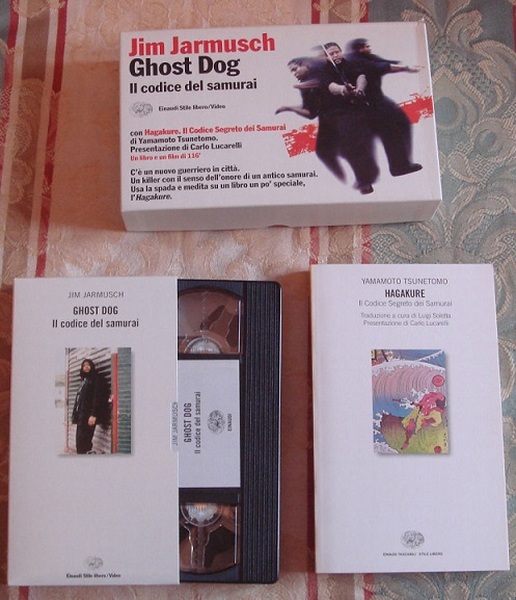 Jim Jarmusch
Ghost Dog
Il codice del samurai
Einaudi Stile libero/Video
con Hagakure. Il Codice Segreto dei Samurai
di Yamamoto Tsunetomo.
Presentazione di Carlo Lucarelli
Un libro e un film di 116'
C'è un nuovo guerriero in città.
Un killer con il senso dell'onore di un antico samurai.
Usa la spada e medita su un libro un po' speciale,
l'Hagakure.
JIM JARMUSCH
GHOST DOG
Il codice del samurai
Einaudi Stile libero/Video
JIM JARMUSCH
GHOST DOG
Il codice del samurai
EINAUDI
YAMAMOTO TSUNETOMO
HAGAKURE
Il Codice Segreto dei Samurai
Traduzione a cura di Luigi Soletta
Presentazione di Carlo Lucarelli
EINAUDI TASCABILI STILE LIBERO